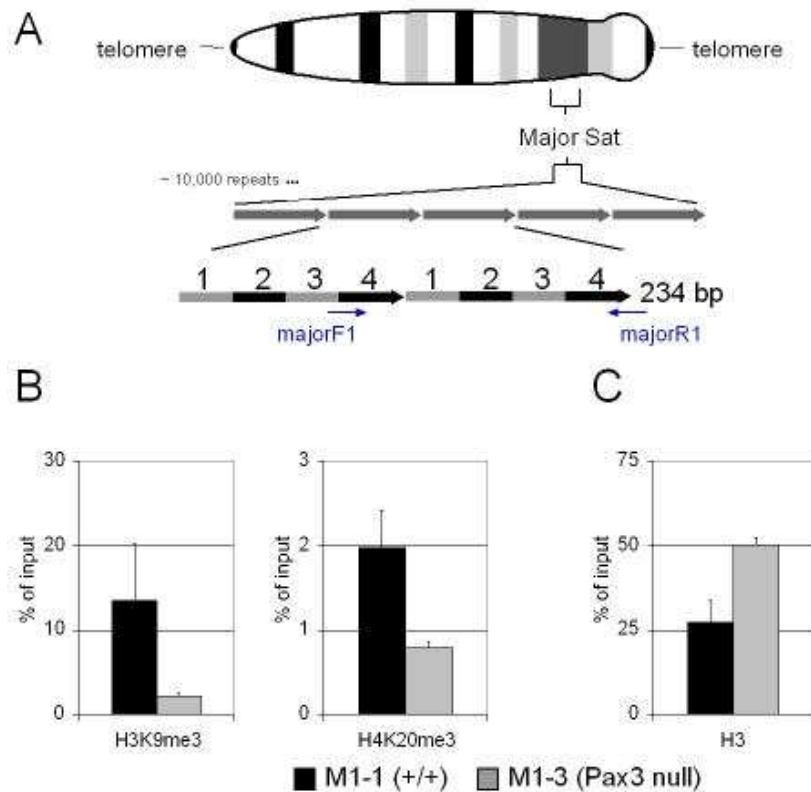 A
telomere
telomere
Major Sat
~ 10,000 repeats ...
1 2 3 4 1 2 3 4 234 bp
majorF1
majorR1
B
C
30
20
10
0
% of input
H3K9me3
3
2
1
0
% of input
H4K20me3
75
50
25
0
% of input
H3
M1-1 (+/+) M1-3 (Pax3 null)